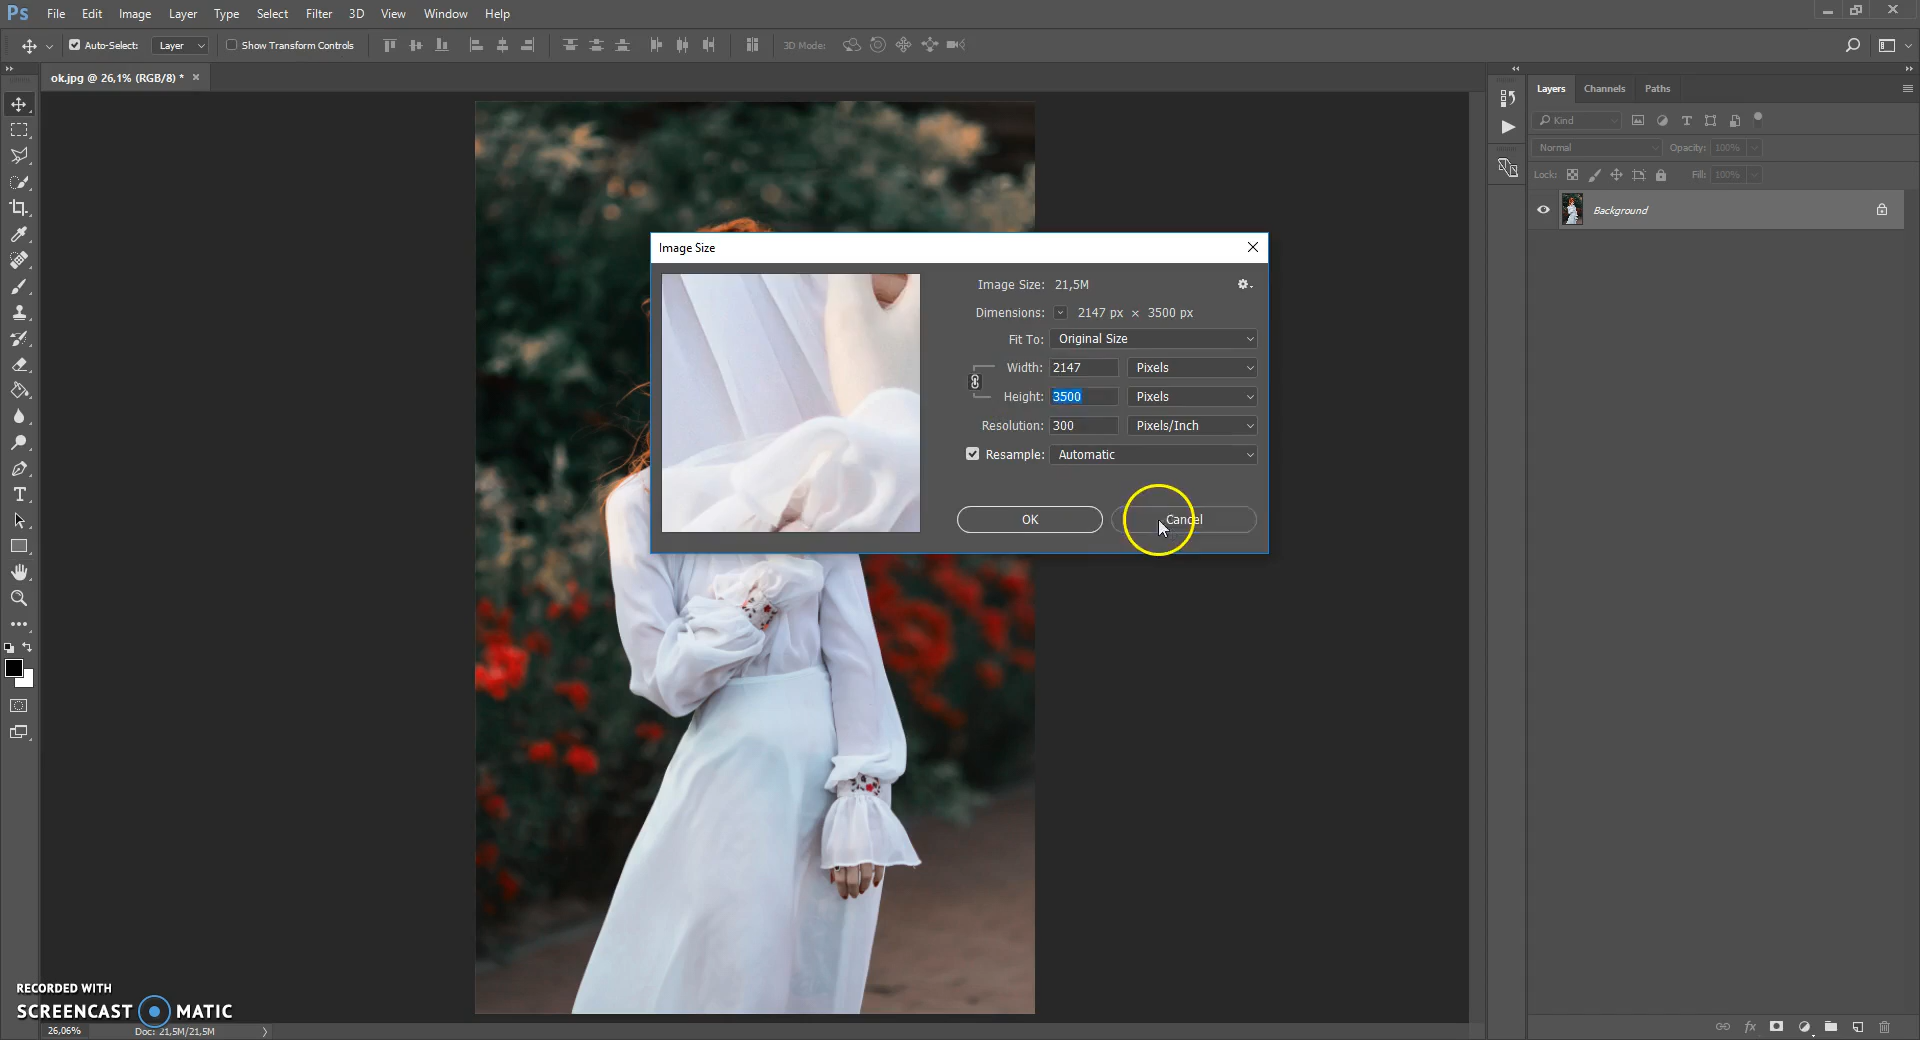 Ps File Edit Image Layer Type Select Filter 3D View Window Help
Auto-Select: Layer Show Transform Controls 3D Mode:
ok.jpg @ 26,1% (RGB/8) * ×
Layers Channels Paths
Kind
Normal Opacity: 100%
Lock: Fill: 100%
Background
Image Size
Image Size: 21,5M
Dimensions: 2147 px × 3500 px
Fit To: Original Size
Width: 2147 Pixels
Height: 3500 Pixels
Resolution: 300 Pixels/Inch
Resample: Automatic
OK Cancel
RECORDED WITH
SCREENCAST MATIC
26,06% Doc: 21,5M/21,5M
fx